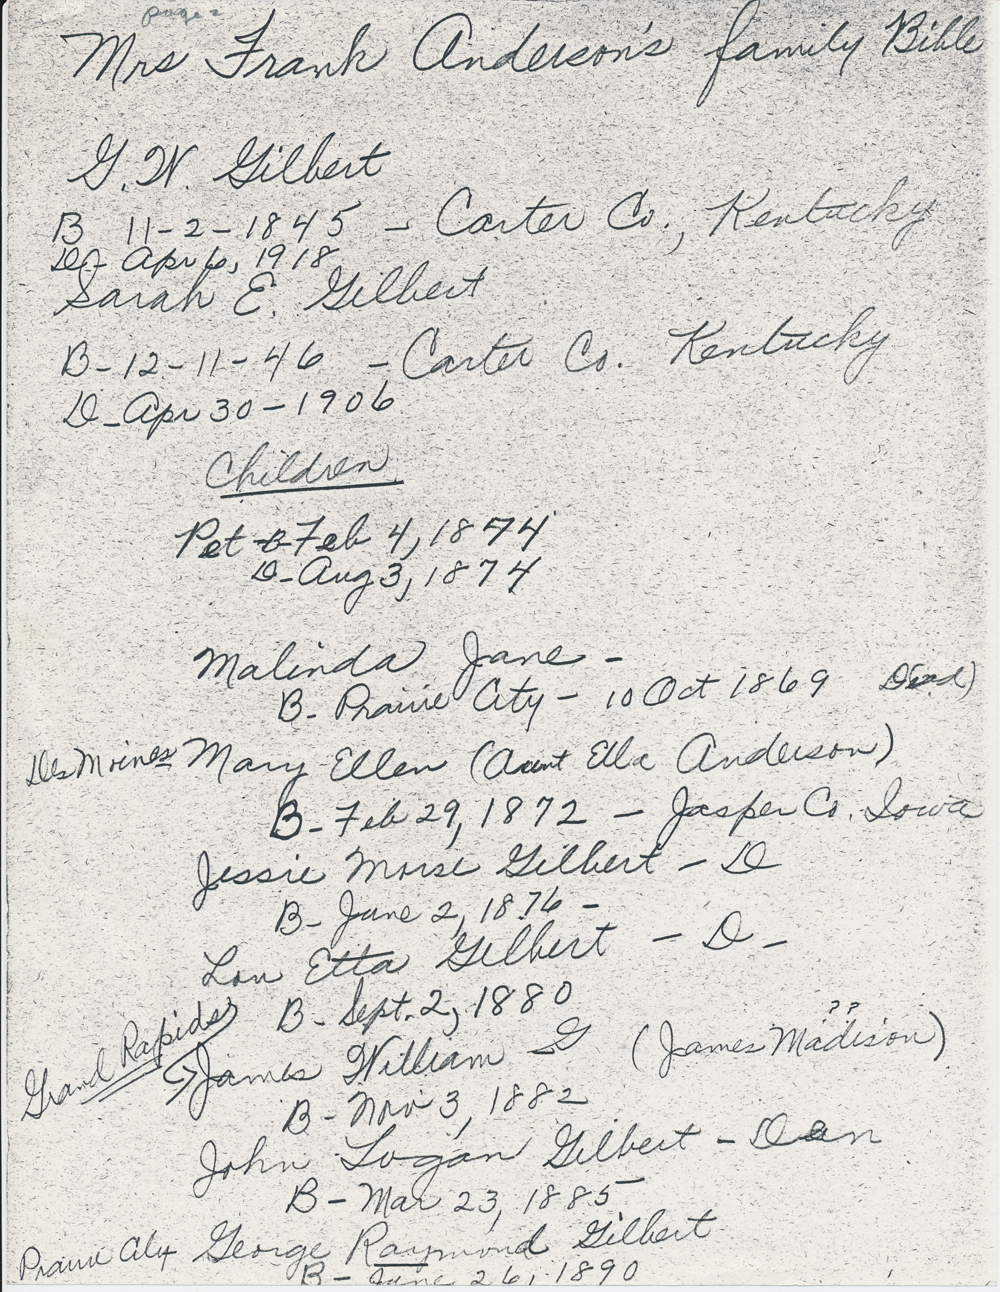 page 2
Mrs Frank Anderson's family Bible
G. W. Gilbert
B 11-2-1845 - Carter Co., Kentucky
D- Apr 6, 1918
Sarah E. Gilbert
B-12-11-46 - Carter Co. Kentucky
D-Apr 30-1906
Children
Pet B-Feb 4, 1874
D-Aug 3, 1874
Malinda Jane -
B- Prairie City - 10 Oct 1869 Dead)
Des Moines Mary Ellen (Aunt Ella Anderson)
B- Feb 29, 1872 - Jasper Co. Iowa
Jessie Morse Gilbert - D
B- June 2, 1876 -
Lou Etta Gilbert - D -
B- Sept. 2, 1880
Grand Rapids James William - G (James Madison) ??
B- Nov 3, 1882
John Logan Gilbert -
B - Mar 23, 1885
Prairie City George Raymond Gilbert
B - June 26, 1890